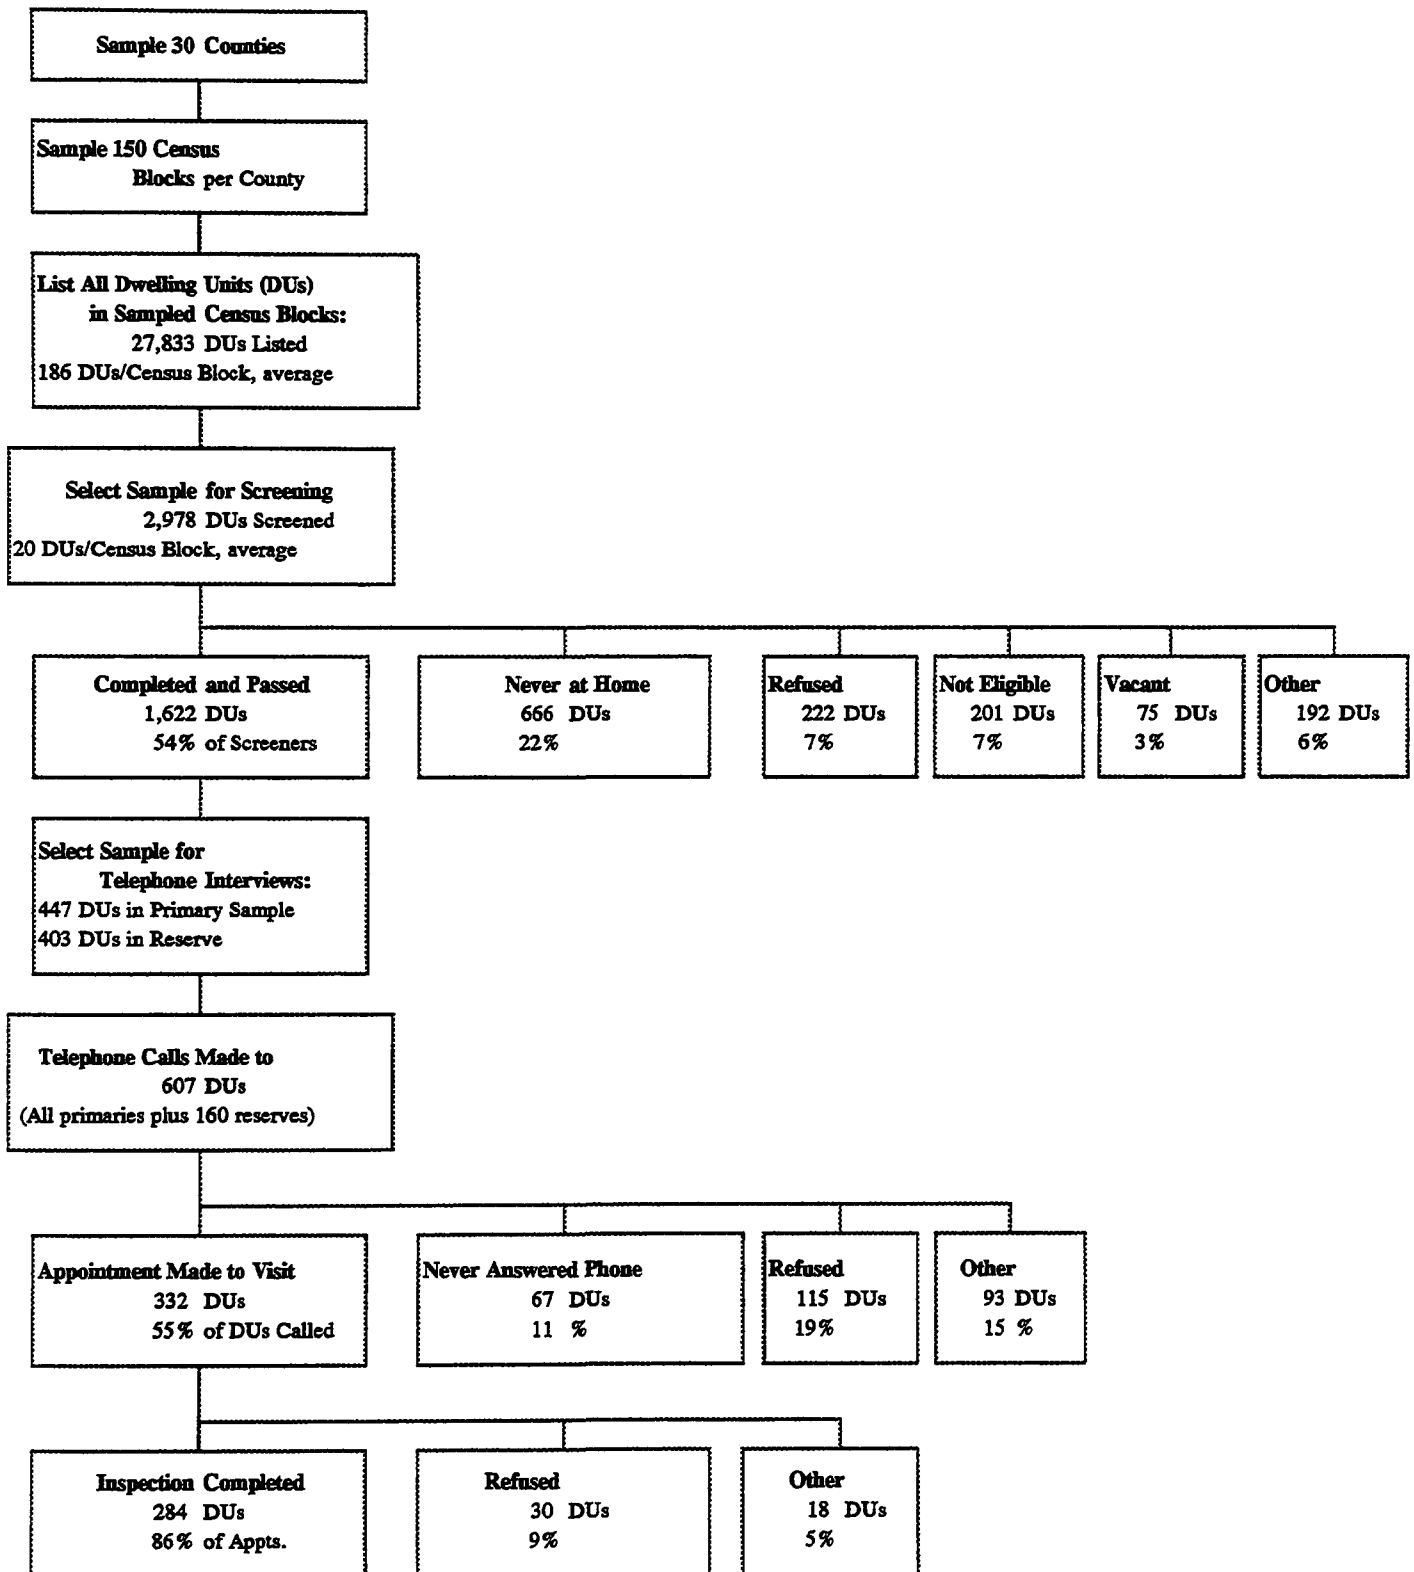 Sample 30 Counties
Sample 150 Census
Blocks per County
List All Dwelling Units (DUs)
in Sampled Census Blocks:
27,833 DUs Listed
186 DUs/Census Block, average
Select Sample for Screening
2,978 DUs Screened
20 DUs/Census Block, average
Completed and Passed
1,622 DUs
54% of Screeners
Never at Home
666 DUs
22%
Refused
222 DUs
7%
Not Eligible
201 DUs
7%
Vacant
75 DUs
3%
Other
192 DUs
6%
Select Sample for
Telephone Interviews:
447 DUs in Primary Sample
403 DUs in Reserve
Telephone Calls Made to
607 DUs
(All primaries plus 160 reserves)
Appointment Made to Visit
332 DUs
55% of DUs Called
Never Answered Phone
67 DUs
11 %
Refused
115 DUs
19%
Other
93 DUs
15 %
Inspection Completed
284 DUs
86% of Appts.
Refused
30 DUs
9%
Other
18 DUs
5%